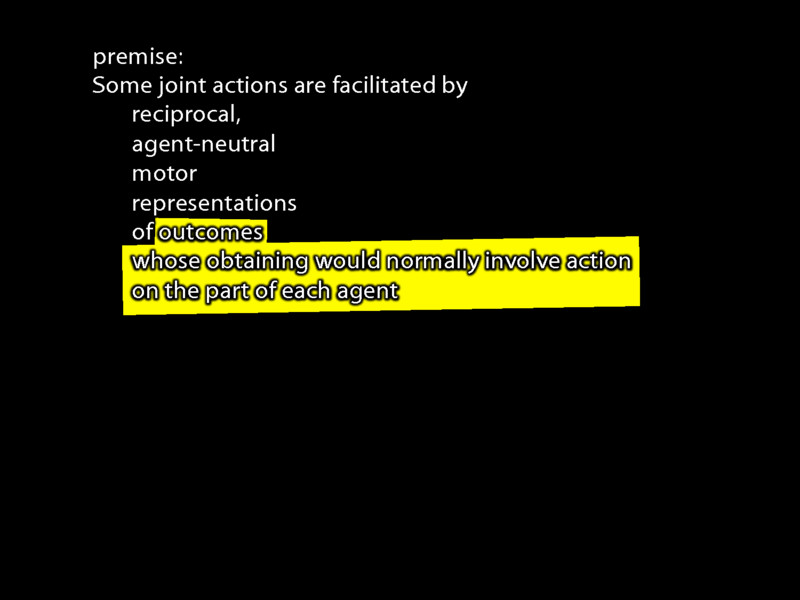 premise:
Some joint actions are facilitated by
reciprocal,
agent-neutral
motor
representations
of outcomes
whose obtaining would normally involve action
on the part of each agent